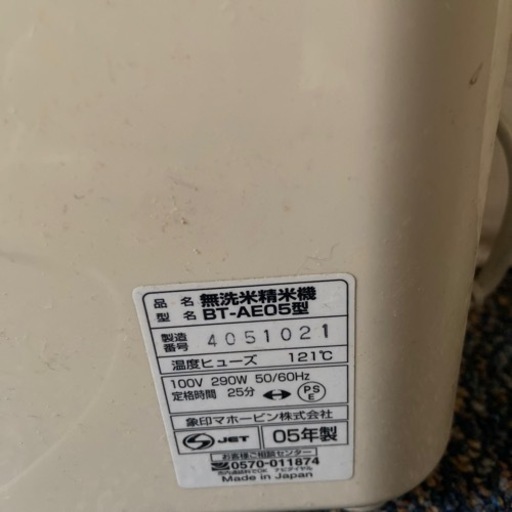 品名 無洗米精米機
型名 BT-AE05型
製造番号 4051021
温度ヒューズ 121℃
100V 290W 50/60Hz
定格時間 25分
PSE
象印マホービン株式会社
JET 05年製
お客様ご相談センター
0570-011874
Made in Japan